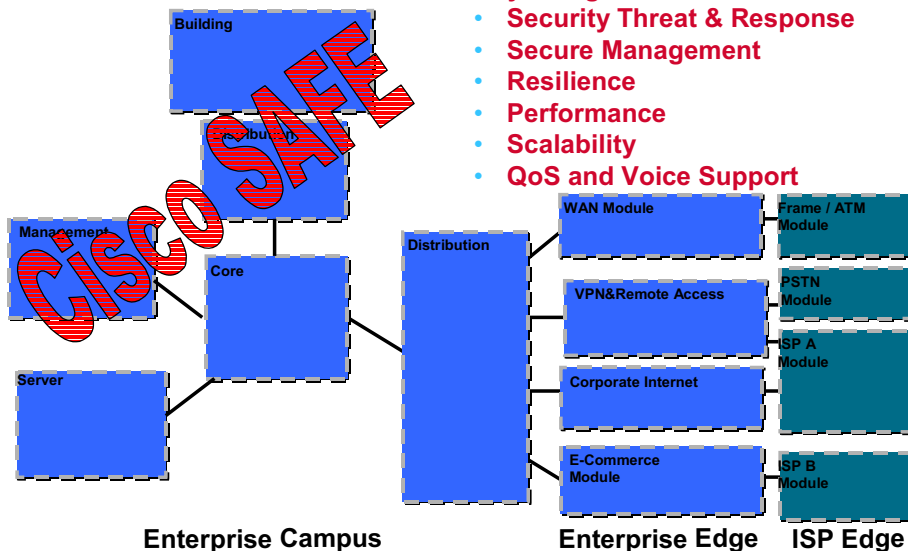 • Security Threat & Response
• Secure Management
• Resilience
• Performance
• Scalability
• QoS and Voice Support
Building
Distribution
Management
Core
Server
Cisco SAFE
Distribution
WAN Module
VPN&Remote Access
Corporate Internet
E-Commerce
Module
Frame / ATM
Module
PSTN
Module
ISP A
Module
ISP B
Module
Enterprise Campus
Enterprise Edge
ISP Edge